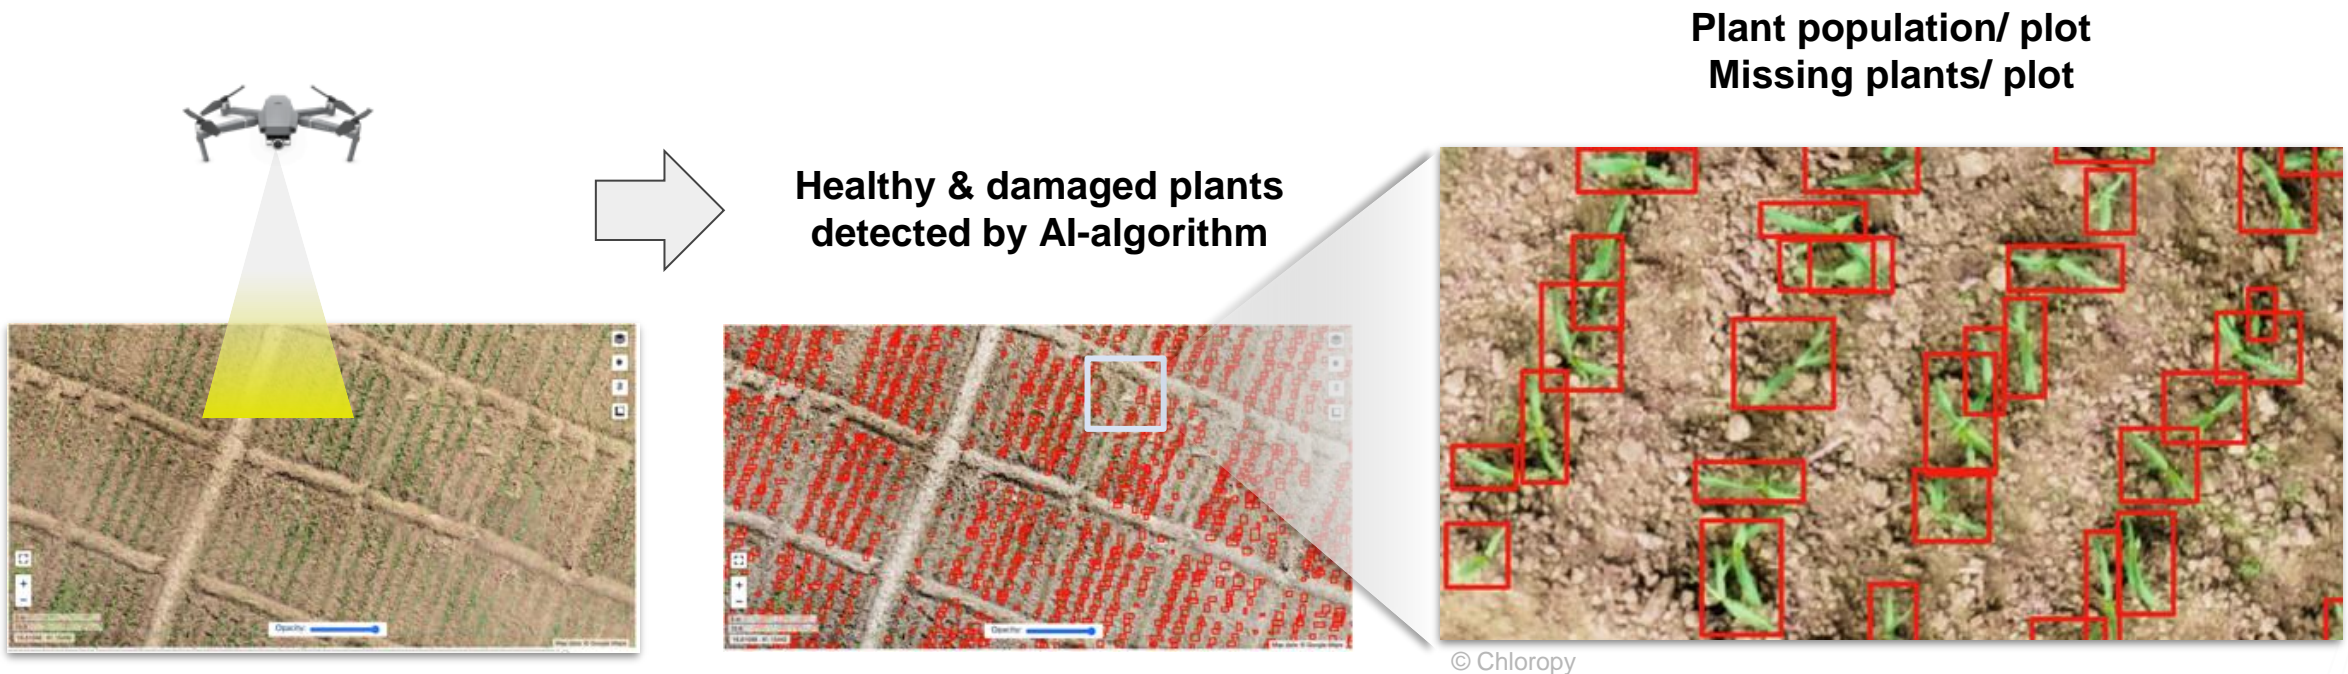 Plant population/ plot
Missing plants/ plot
Healthy & damaged plants
detected by AI-algorithm
Opacity:
Opacity:
© Chloropy